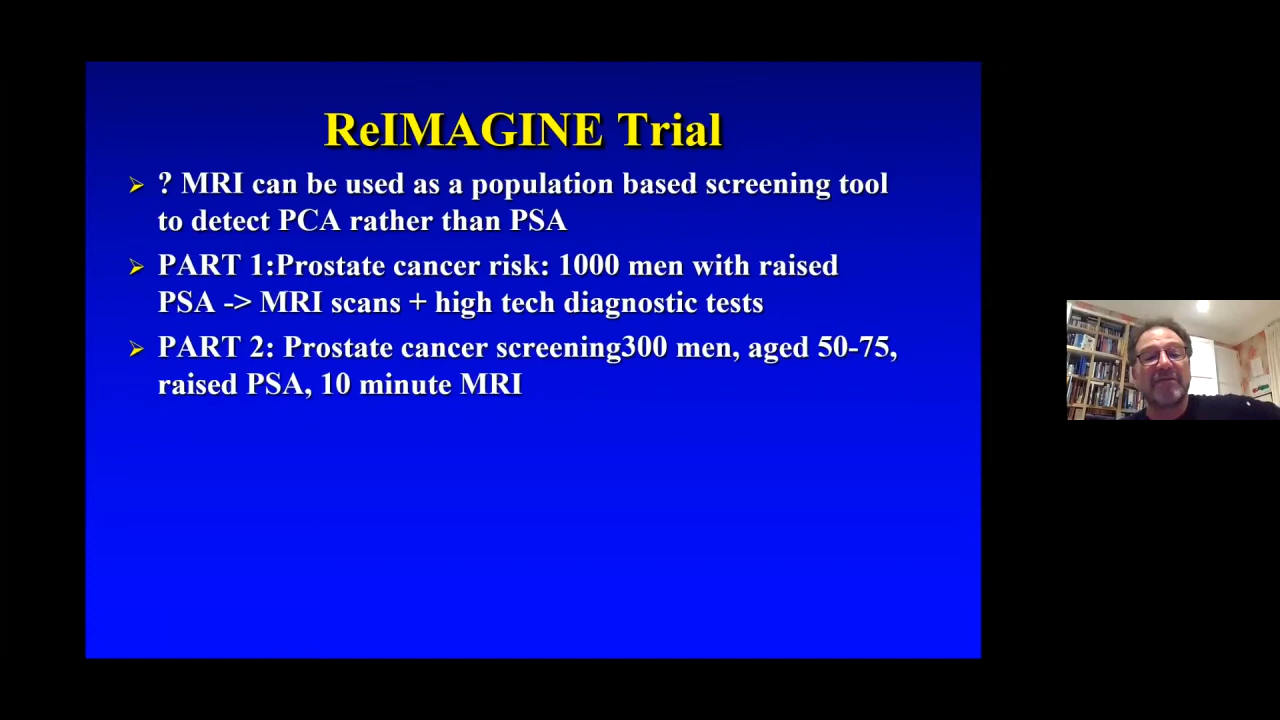 ReIMAGINE Trial
? MRI can be used as a population based screening tool
to detect PCA rather than PSA
PART 1:Prostate cancer risk: 1000 men with raised
PSA -> MRI scans + high tech diagnostic tests
PART 2: Prostate cancer screening300 men, aged 50-75,
raised PSA, 10 minute MRI